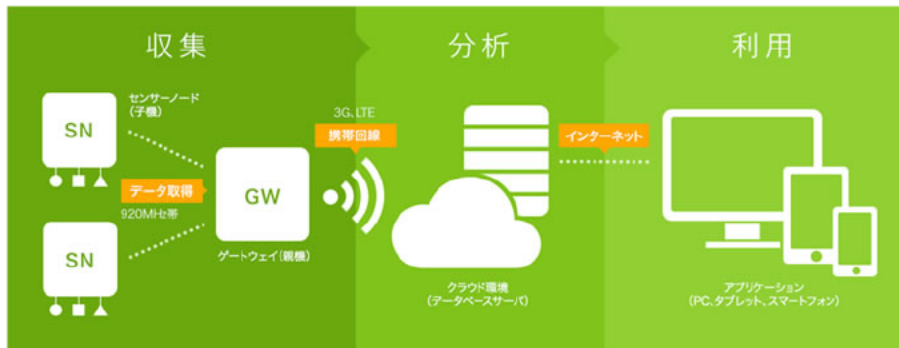 収集
分析
利用
センサーノード
(子機)
SN
データ取得
920MHz帯
SN
GW
ゲートウェイ(親機)
3G、LTE
携帯回線
クラウド環境
(データベースサーバ)
インターネット
アプリケーション
(PC、タブレット、スマートフォン)